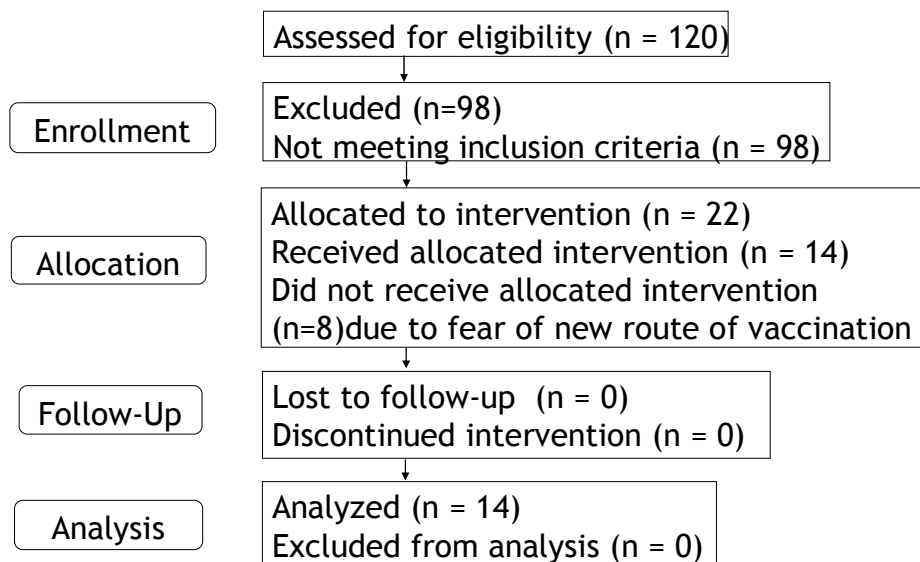 Assessed for eligibility (n = 120)
Enrollment
Excluded (n=98)
Not meeting inclusion criteria (n = 98)
Allocation
Allocated to intervention (n = 22)
Received allocated intervention (n = 14)
Did not receive allocated intervention
(n=8)due to fear of new route of vaccination
Follow-Up
Lost to follow-up (n = 0)
Discontinued intervention (n = 0)
Analysis
Analyzed (n = 14)
Excluded from analysis (n = 0)